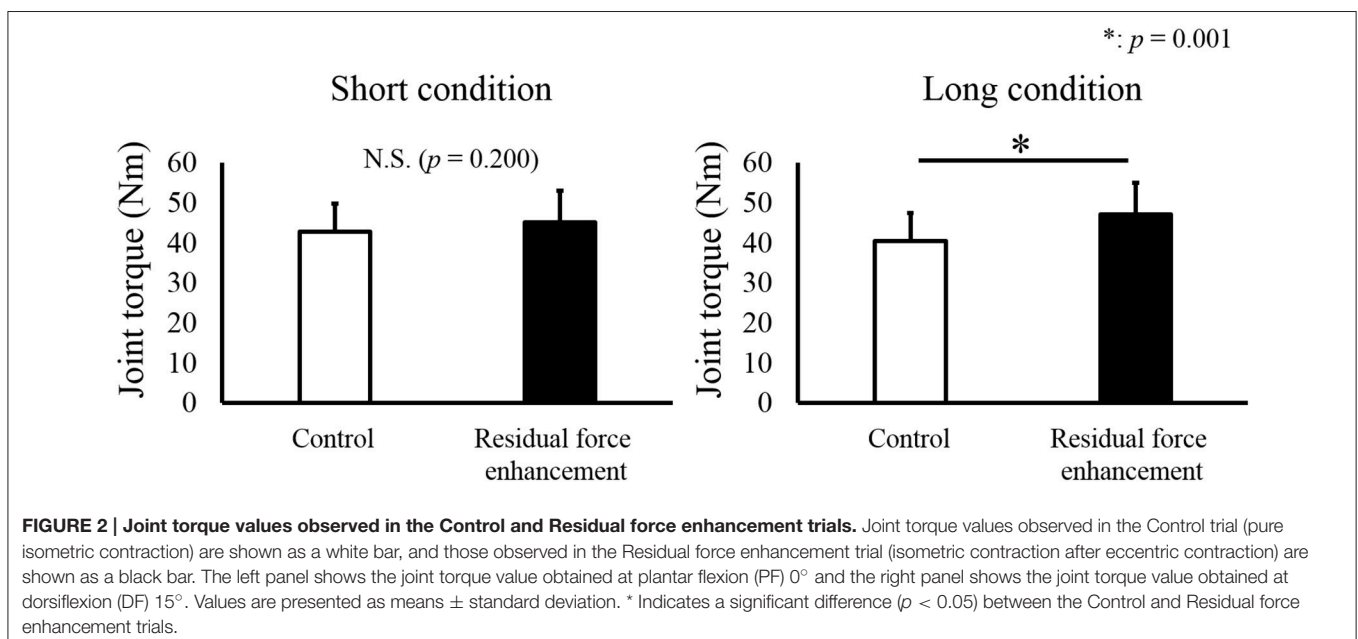 *: p = 0.001
Short condition
N.S. (p = 0.200)
Joint torque (Nm)
60
50
40
30
20
10
0
Control
Residual force
enhancement
Long condition
*
Joint torque (Nm)
60
50
40
30
20
10
0
Control
Residual force
enhancement
FIGURE 2 | Joint torque values observed in the Control and Residual force enhancement trials. Joint torque values observed in the Control trial (pure
isometric contraction) are shown as a white bar, and those observed in the Residual force enhancement trial (isometric contraction after eccentric contraction) are
shown as a black bar. The left panel shows the joint torque value obtained at plantar flexion (PF) 0° and the right panel shows the joint torque value obtained at
dorsiflexion (DF) 15°. Values are presented as means ± standard deviation. * Indicates a significant difference (p < 0.05) between the Control and Residual force
enhancement trials.